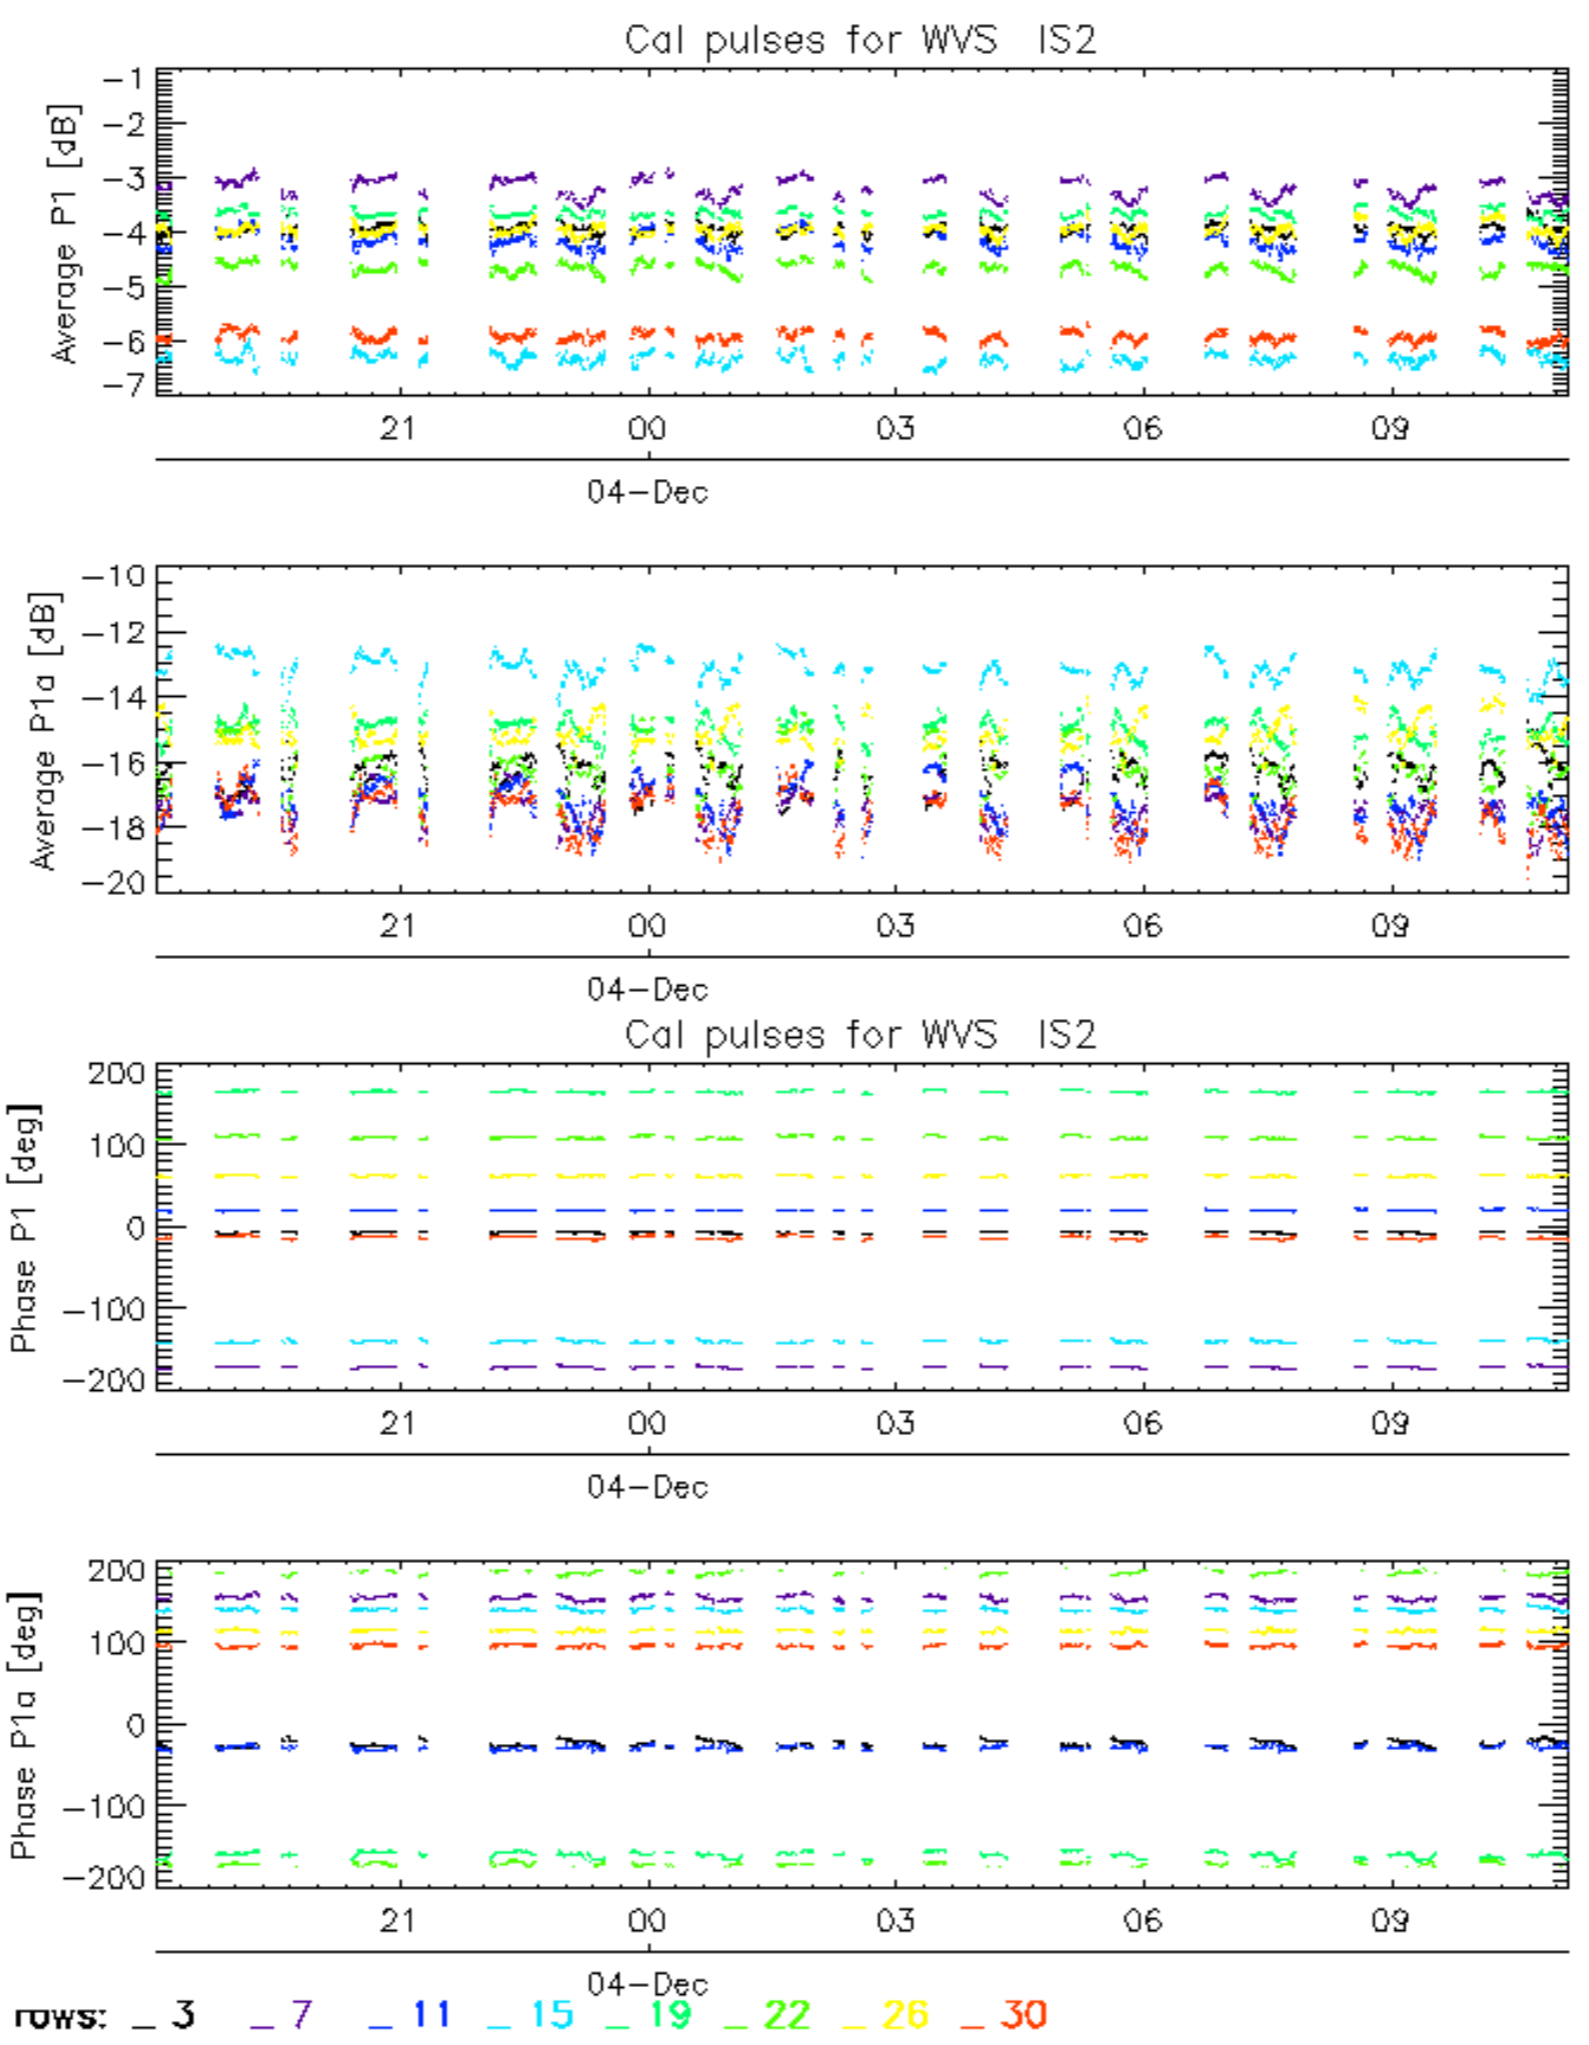 Cal pulses for WVS IS2
Average P1 [dB]
-1
-2
-3
-4
-5
-6
-7
21 00 03 06 09
04-Dec
Average P1a [dB]
-10
-12
-14
-16
-18
-20
21 00 03 06 09
04-Dec
Cal pulses for WVS IS2
Phase P1 [deg]
200
100
0
-100
-200
21 00 03 06 09
04-Dec
Phase P1a [deg]
200
100
0
-100
-200
21 00 03 06 09
04-Dec
rows: _ 3 _ 7 _ 11 _ 15 _ 19 _ 22 _ 26 _ 30